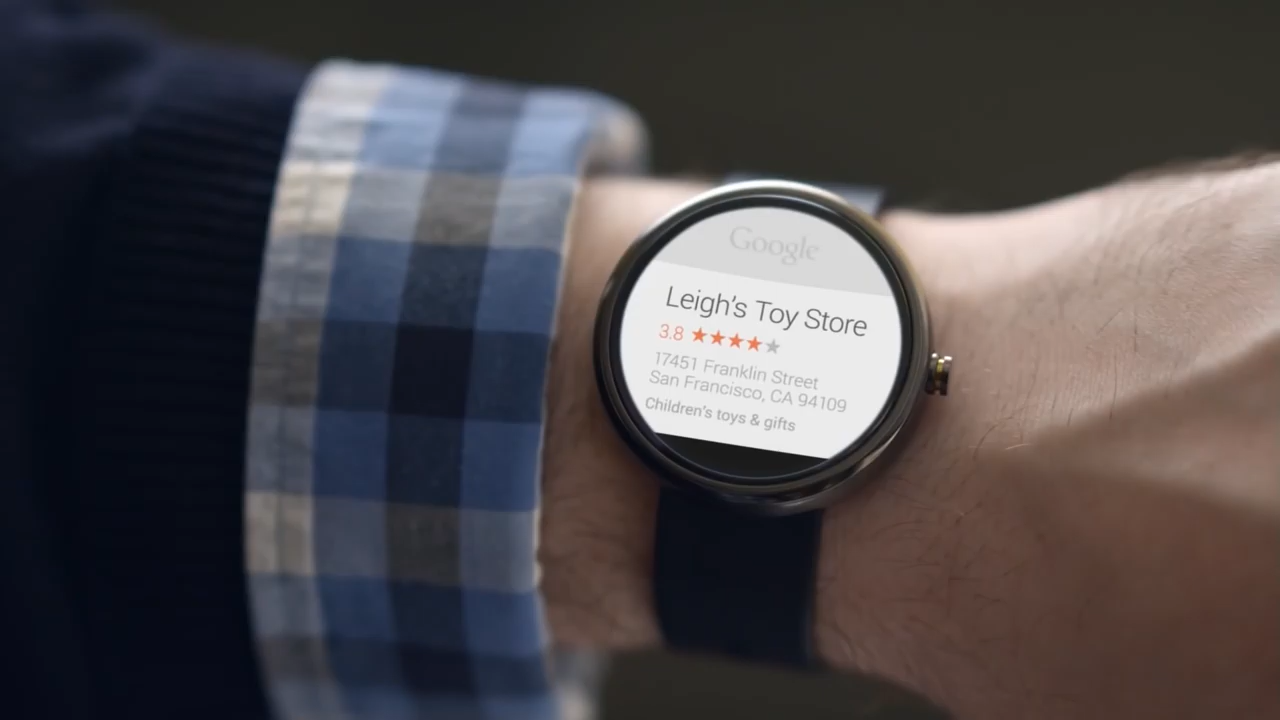 Google
Leigh's Toy Store
3.8
17451 Franklin Street
San Francisco, CA 94109
Children's toys & gifts